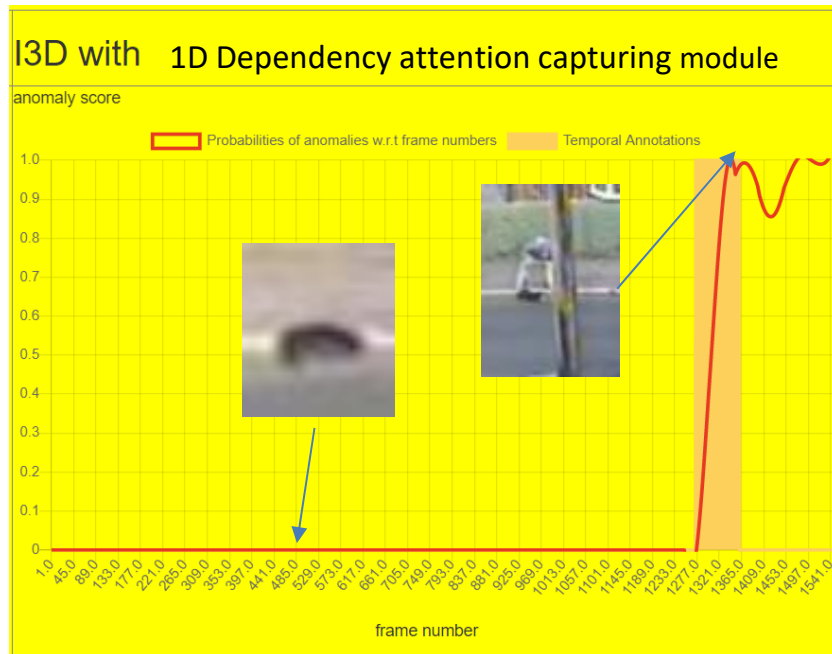 I3D with 1D Dependency attention capturing module
anomaly score
Probabilities of anomalies w.r.t frame numbers Temporal Annotations
1.0
0.9
0.8
0.7
0.6
0.5
0.4
0.3
0.2
0.1
0
1.0 45.0 89.0 133.0 177.0 221.0 265.0 309.0 353.0 397.0 441.0 485.0 529.0 573.0 617.0 661.0 705.0 749.0 793.0 837.0 881.0 925.0 969.0 1013.0 1057.0 1101.0 1145.0 1189.0 1233.0 1277.0 1321.0 1365.0 1409.0 1453.0 1497.0 1541.0
frame number